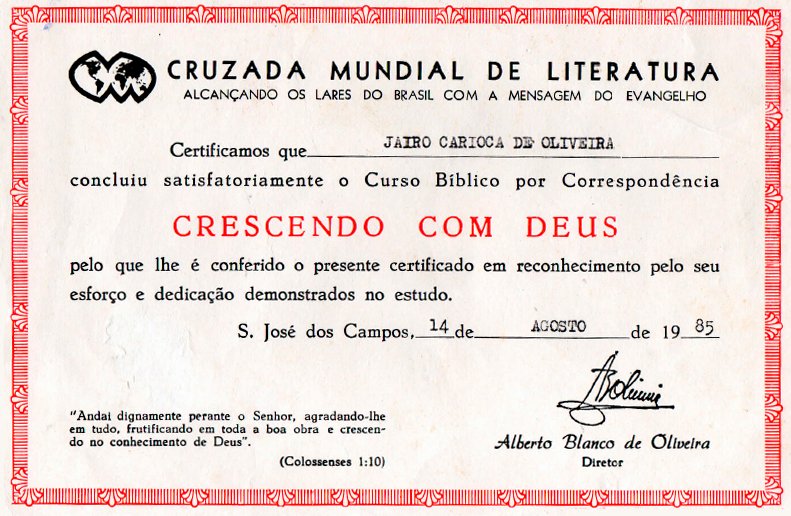 CRUZADA MUNDIAL DE LITERATURA
ALCANÇANDO OS LARES DO BRASIL COM A MENSAGEM DO EVANGELHO
Certificamos que JAIRO CARIOCA DE OLIVEIRA
concluiu satisfatoriamente o Curso Bíblico por Correspondência
CRESCENDO COM DEUS
pelo que lhe é conferido o presente certificado em reconhecimento pelo seu
esforço e dedicação demonstrados no estudo.
S. José dos Campos, 14 de AGOSTO de 19 85
"Andai dignamente perante o Senhor, agradando-lhe
em tudo, frutificando em toda a boa obra e crescen-
do no conhecimento de Deus".
(Colossenses 1:10)
Alberto Blanco de Oliveira
Diretor